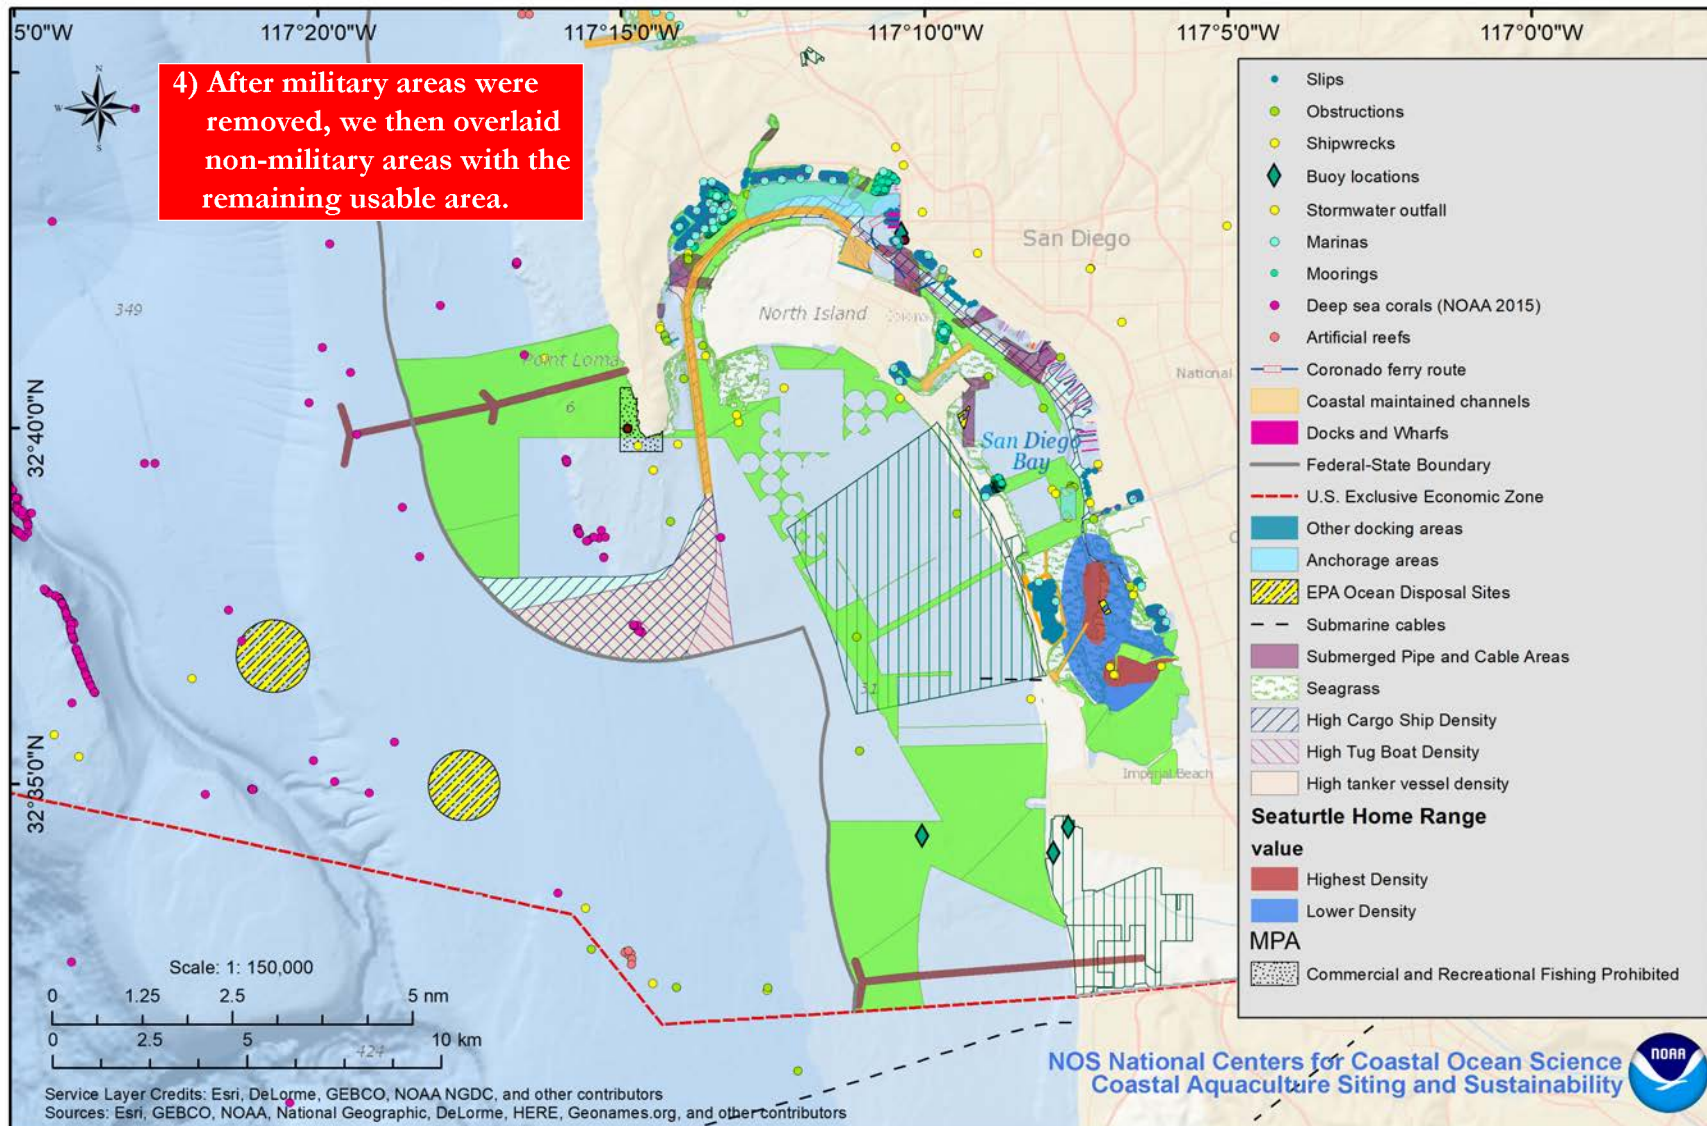 5'0"W
117°20'0"W
117°15'0"W
117°10'0"W
117°5'0"W
117°0'0"W
N
W
S
4) After military areas were
removed, we then overlaid
non-military areas with the
remaining usable area.
San Diego
North Island
349
Point Loma
6
National
32°40'0"N
San Diego
Bay
31
Imperial Beach
32°35'0"N
Slips
Obstructions
Shipwrecks
Buoy locations
Stormwater outfall
Marinas
Moorings
Deep sea corals (NOAA 2015)
Artificial reefs
Coronado ferry route
Coastal maintained channels
Docks and Wharfs
Federal-State Boundary
U.S. Exclusive Economic Zone
Other docking areas
Anchorage areas
EPA Ocean Disposal Sites
Submarine cables
Submerged Pipe and Cable Areas
Seagrass
High Cargo Ship Density
High Tug Boat Density
High tanker vessel density
Seaturtle Home Range
value
Highest Density
Lower Density
MPA
Commercial and Recreational Fishing Prohibited
Scale: 1: 150,000
0 1.25 2.5 5 nm
0 2.5 5 10 km
424
NOS National Centers for Coastal Ocean Science
Coastal Aquaculture Siting and Sustainability
NOAA
Service Layer Credits: Esri, DeLorme, GEBCO, NOAA NGDC, and other contributors
Sources: Esri, GEBCO, NOAA, National Geographic, DeLorme, HERE, Geonames.org, and other contributors